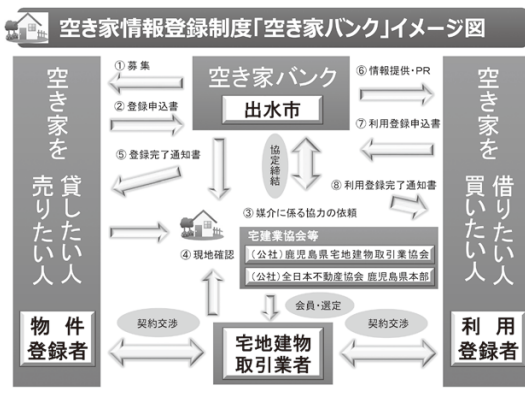 空き家情報登録制度「空き家バンク」イメージ図
空き家を
貸したい人
売りたい人
物件
登録者
①募集
②登録申込書
⑤完了通知書
空き家バンク
出水市
⑥情報提供・PR
⑦利用登録申込書
協定締結
⑧利用登録完了通知書
③媒介に係る協力の依頼
④現地確認
宅建業協会等
(公社)鹿児島県宅地建物取引業協会
(公社)全日本不動産協会 鹿児島県本部
会員・選定
契約交渉
宅地建物
取引業者
契約交渉
空き家を
借りたい人
買いたい人
利用
登録者